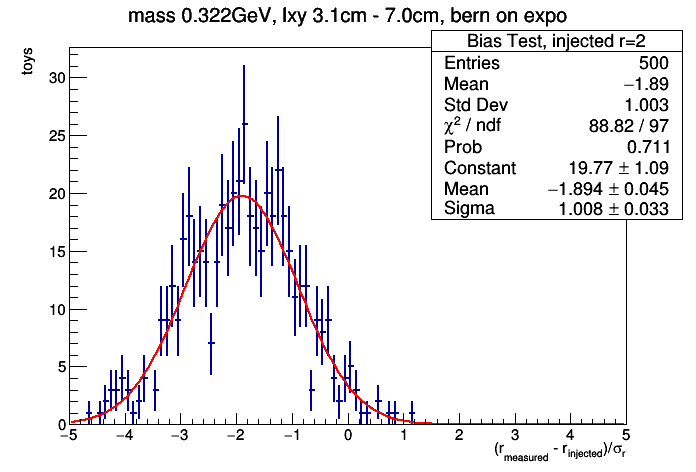 mass 0.322GeV, lxy 3.1cm - 7.0cm, bern on expo
toys
Bias Test, injected r=2
Entries 500
Mean −1.89
Std Dev 1.003
χ² / ndf 88.82 / 97
Prob 0.711
Constant 19.77 ± 1.09
Mean −1.894 ± 0.045
Sigma 1.008 ± 0.033
30
25
20
15
10
5
0
−5 −4 −3 −2 −1 0 1 2 3 4 5
(r_measured - r_injected)/σ_r